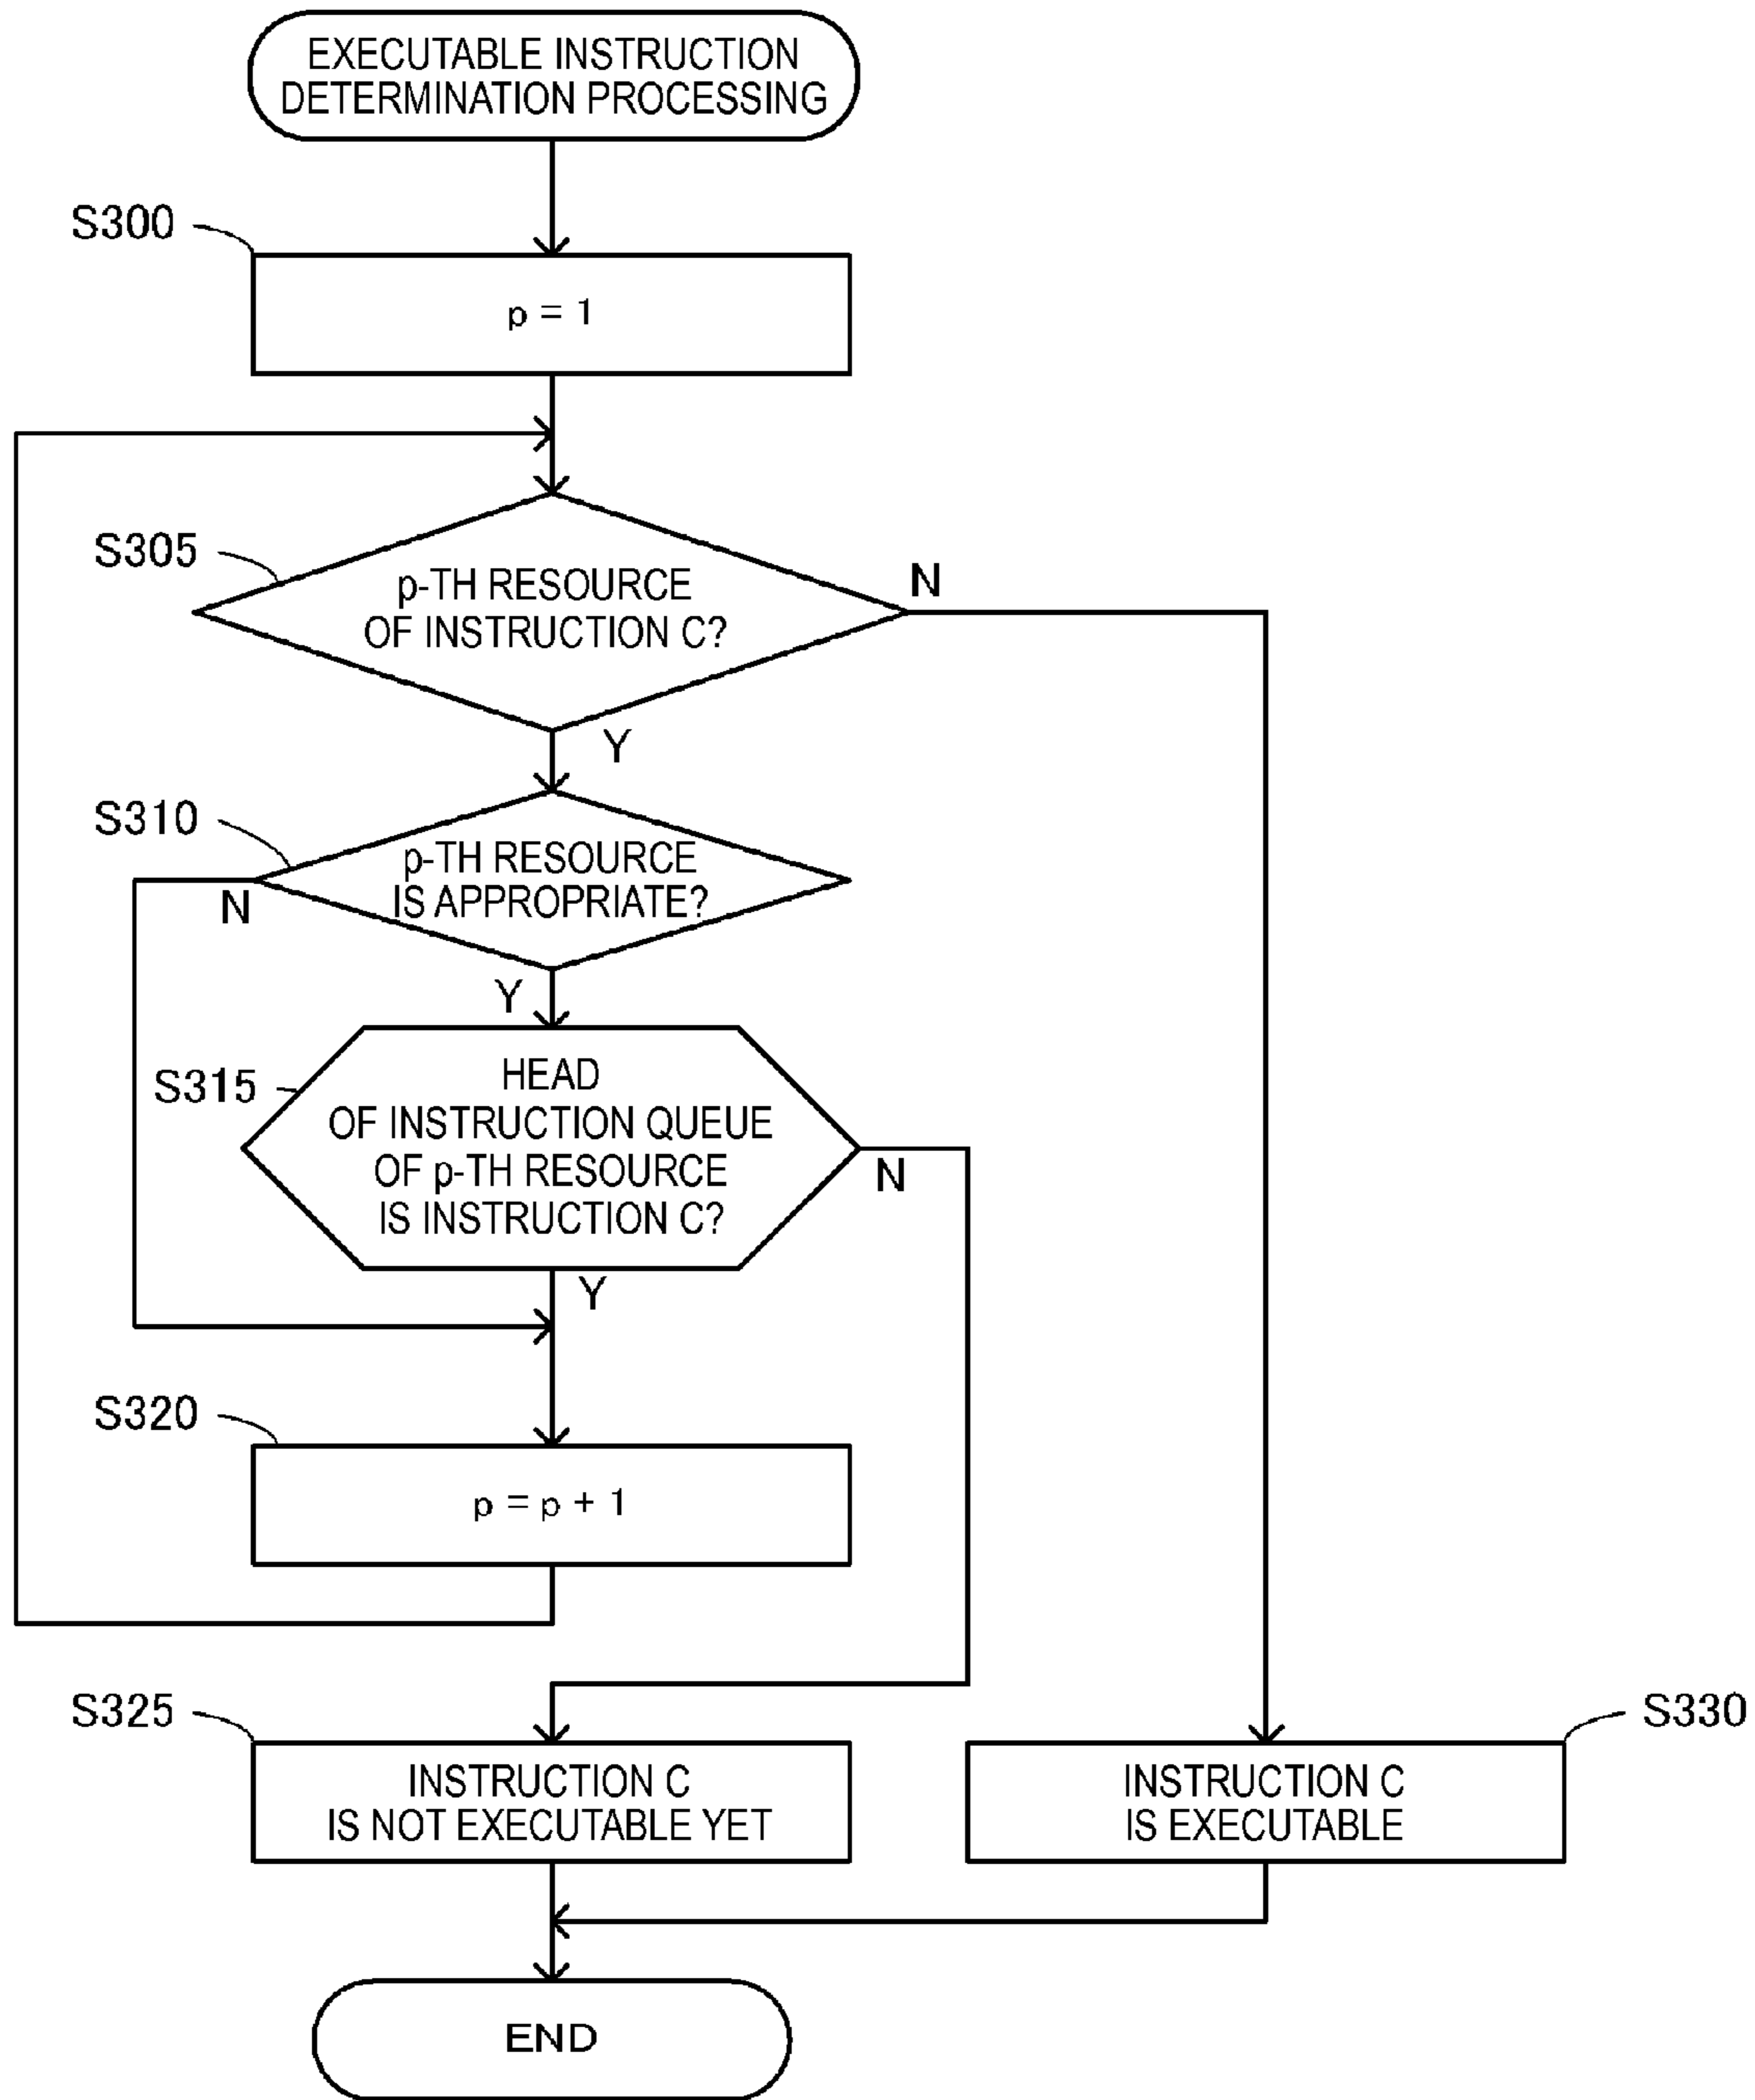 EXECUTABLE INSTRUCTION
DETERMINATION PROCESSING
S300
p = 1
S305
p-TH RESOURCE
OF INSTRUCTION C?
N
Y
S310
p-TH RESOURCE
IS APPROPRIATE?
N
Y
S315
HEAD
OF INSTRUCTION QUEUE
OF p-TH RESOURCE
IS INSTRUCTION C?
N
Y
S320
p = p + 1
S325
INSTRUCTION C
IS NOT EXECUTABLE YET
S330
INSTRUCTION C
IS EXECUTABLE
END